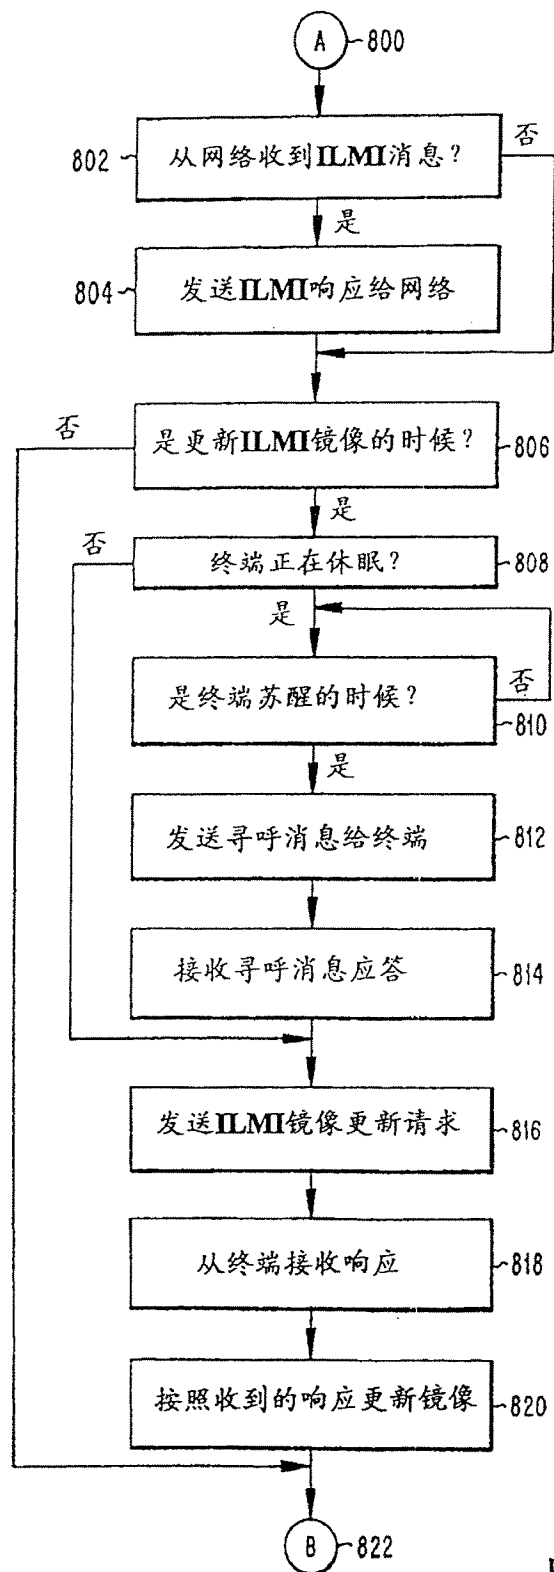 A 800
802 从网络收到ILMI消息? 否
是
804 发送ILMI响应给网络
否
是更新ILMI镜像的时候? 806
是
否
终端正在休眠? 808
是
是终端苏醒的时候? 否
810
是
发送寻呼消息给终端 812
接收寻呼消息应答 814
发送ILMI镜像更新请求 816
从终端接收响应 818
按照收到的响应更新镜像 820
B 822